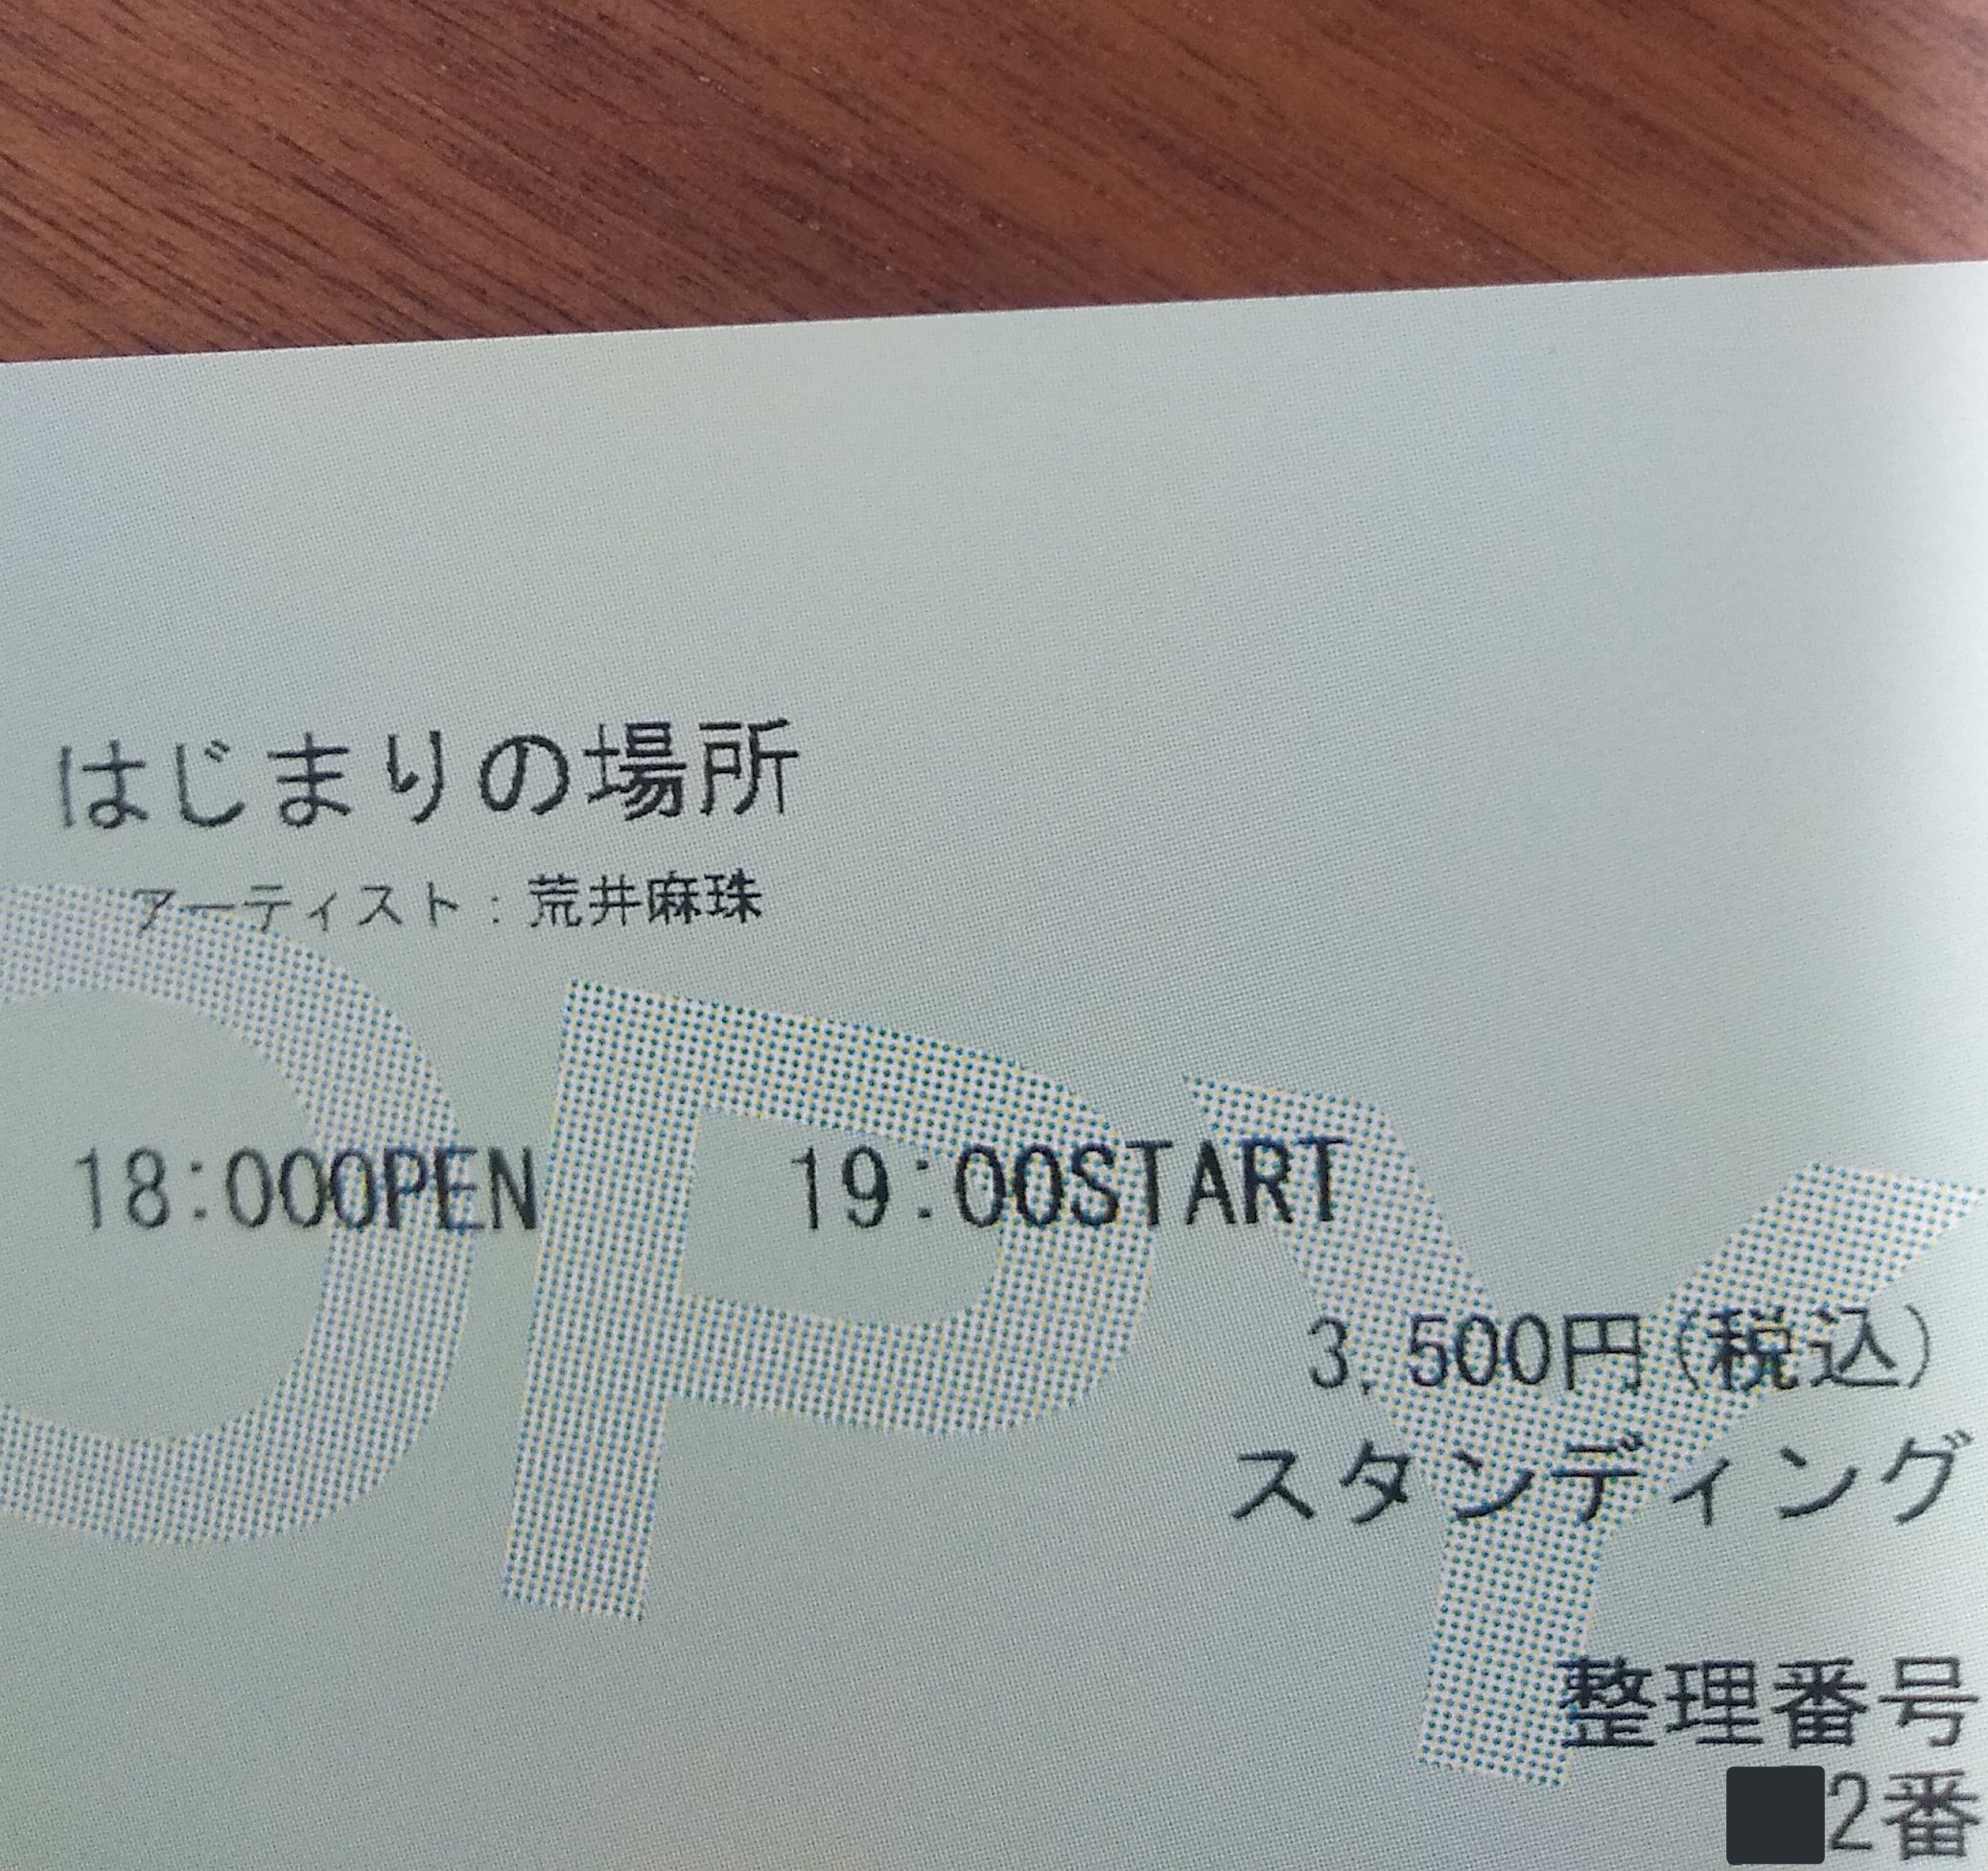 はじまりの場所
アーティスト：荒井麻珠
18:00OPEN 19:00START
3,500円(税込)
スタンディング
整理番号
2番
OPY